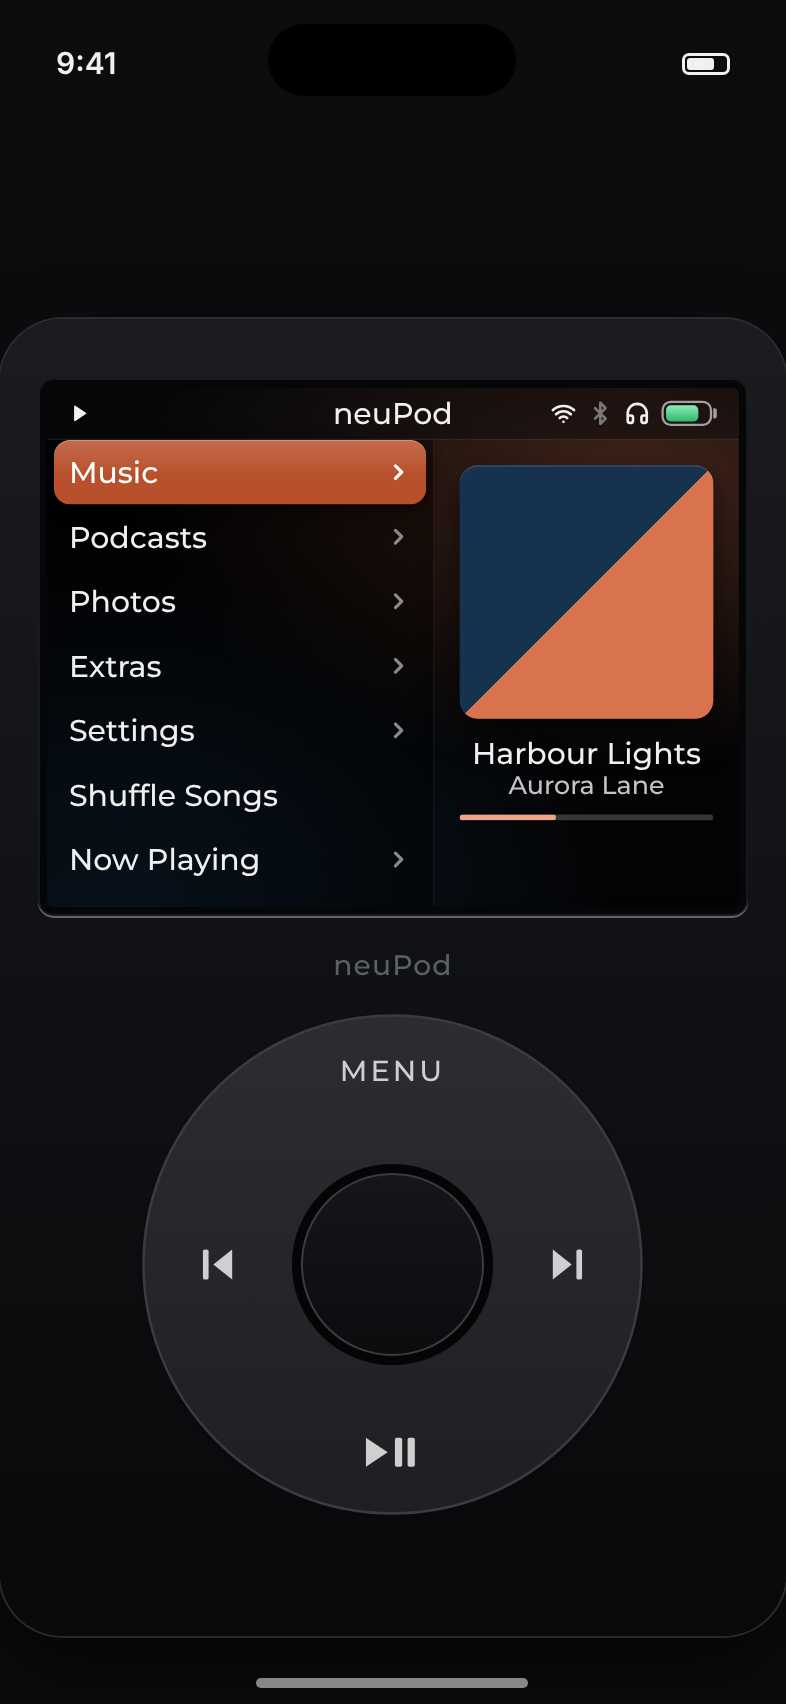 9:41
neuPod
Music
Podcasts
Photos
Extras
Settings
Shuffle Songs
Now Playing
Harbour Lights
Aurora Lane
neuPod
MENU